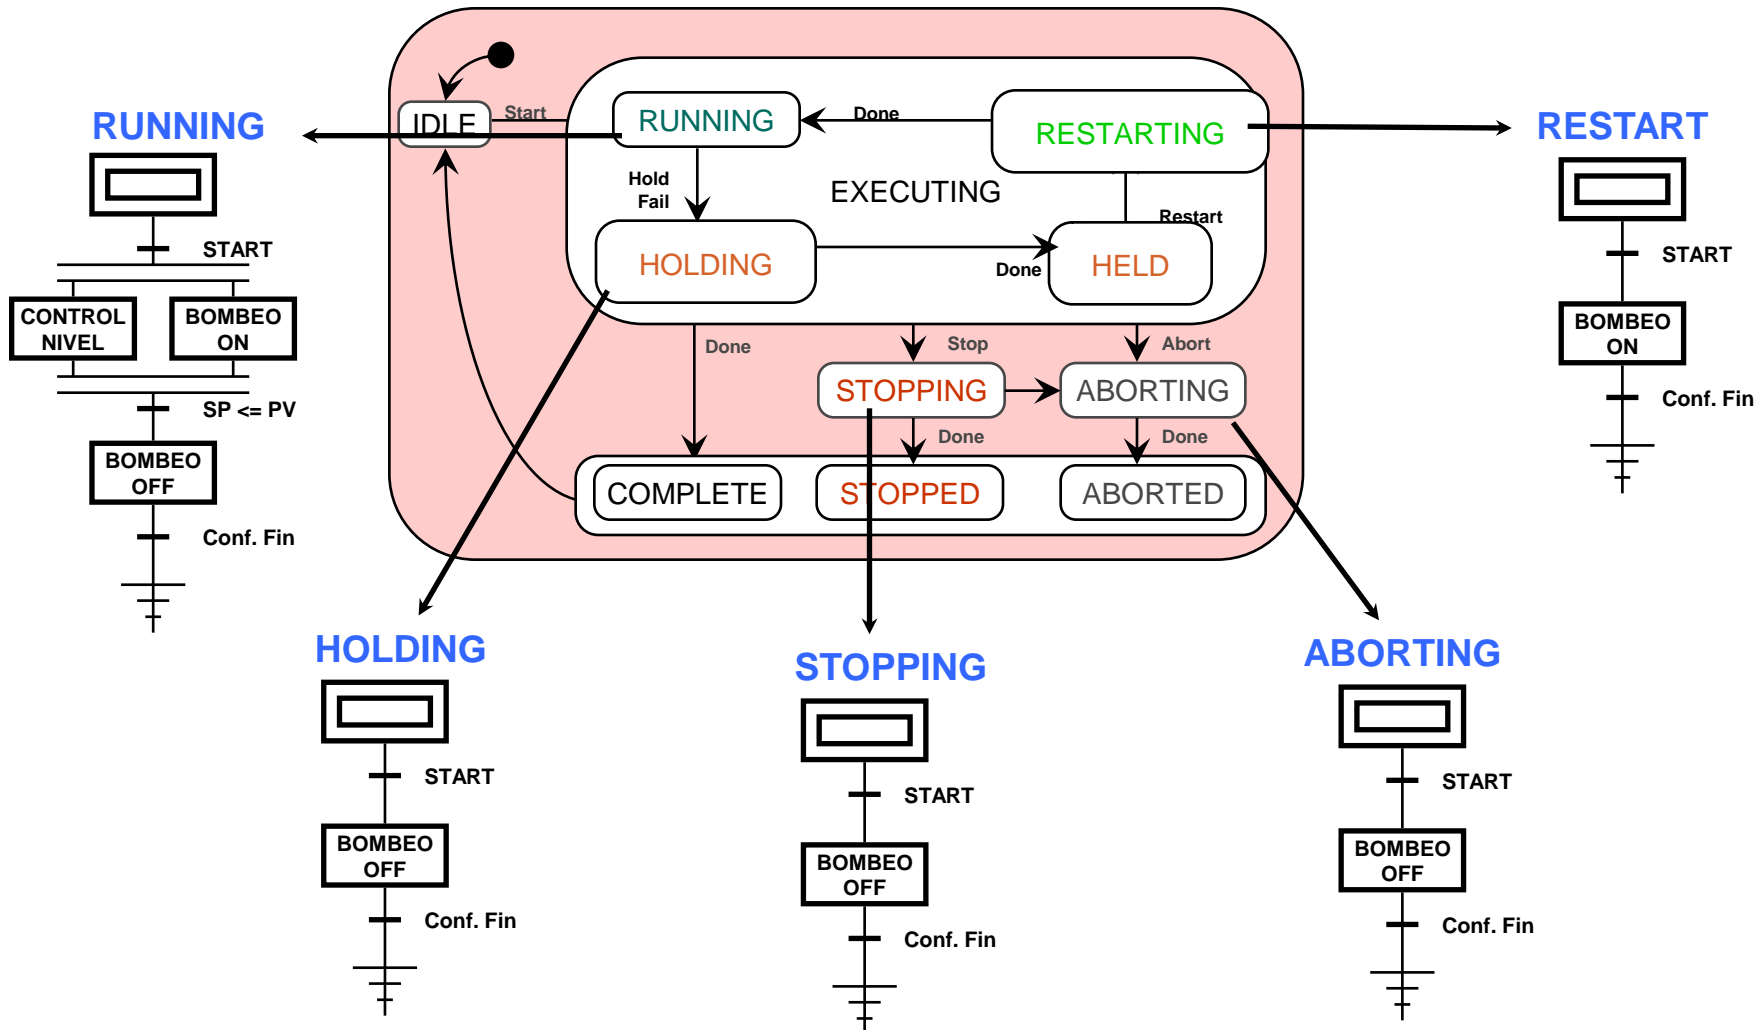 RUNNING
START
CONTROL
NIVEL
BOMBEO
ON
SP <= PV
BOMBEO
OFF
Conf. Fin
IDLE
Start
RUNNING
Done
RESTARTING
Hold
Fail
EXECUTING
Restart
HOLDING
Done
HELD
Done
Stop
Abort
STOPPING
ABORTING
Done
Done
COMPLETE
STOPPED
ABORTED
RESTART
START
BOMBEO
ON
Conf. Fin
HOLDING
START
BOMBEO
OFF
Conf. Fin
STOPPING
START
BOMBEO
OFF
Conf. Fin
ABORTING
START
BOMBEO
OFF
Conf. Fin